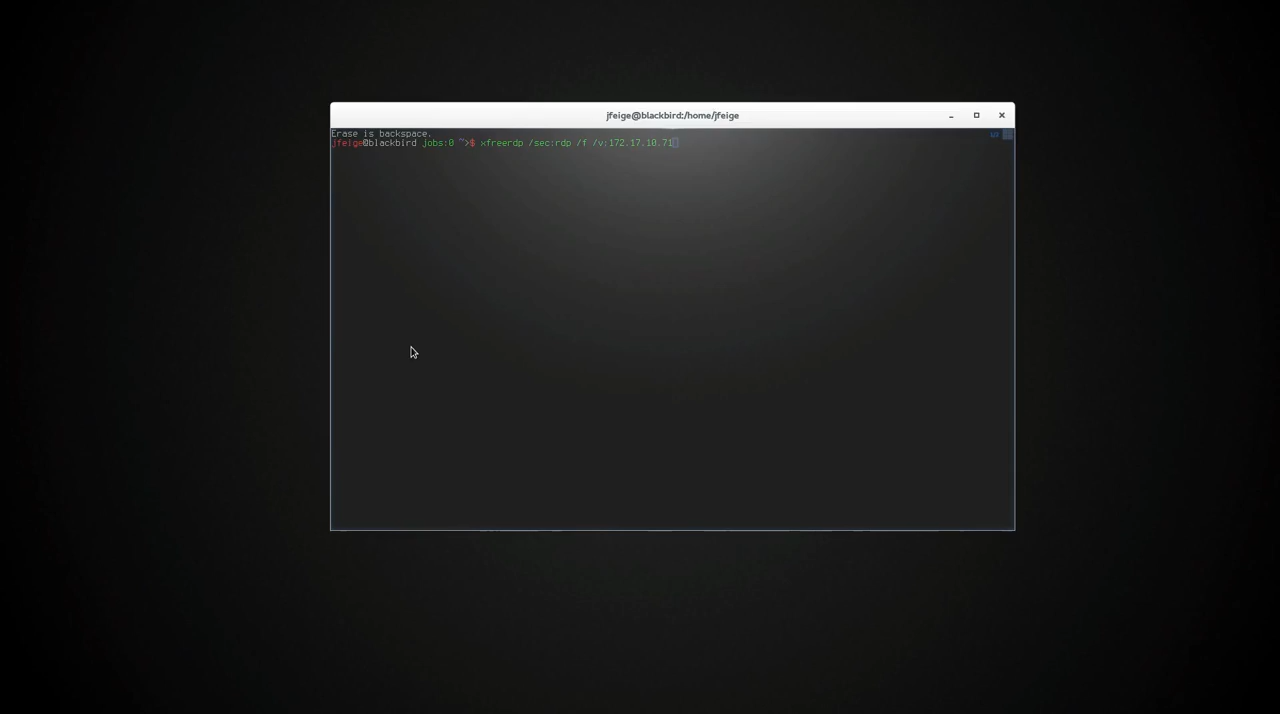 jfeige@blackbird:/home/jfeige
Erase is backspace.
jfeige@blackbird jobs:0 ~>$ xfreerdp /sec:rdp /f /v:172.17.10.71